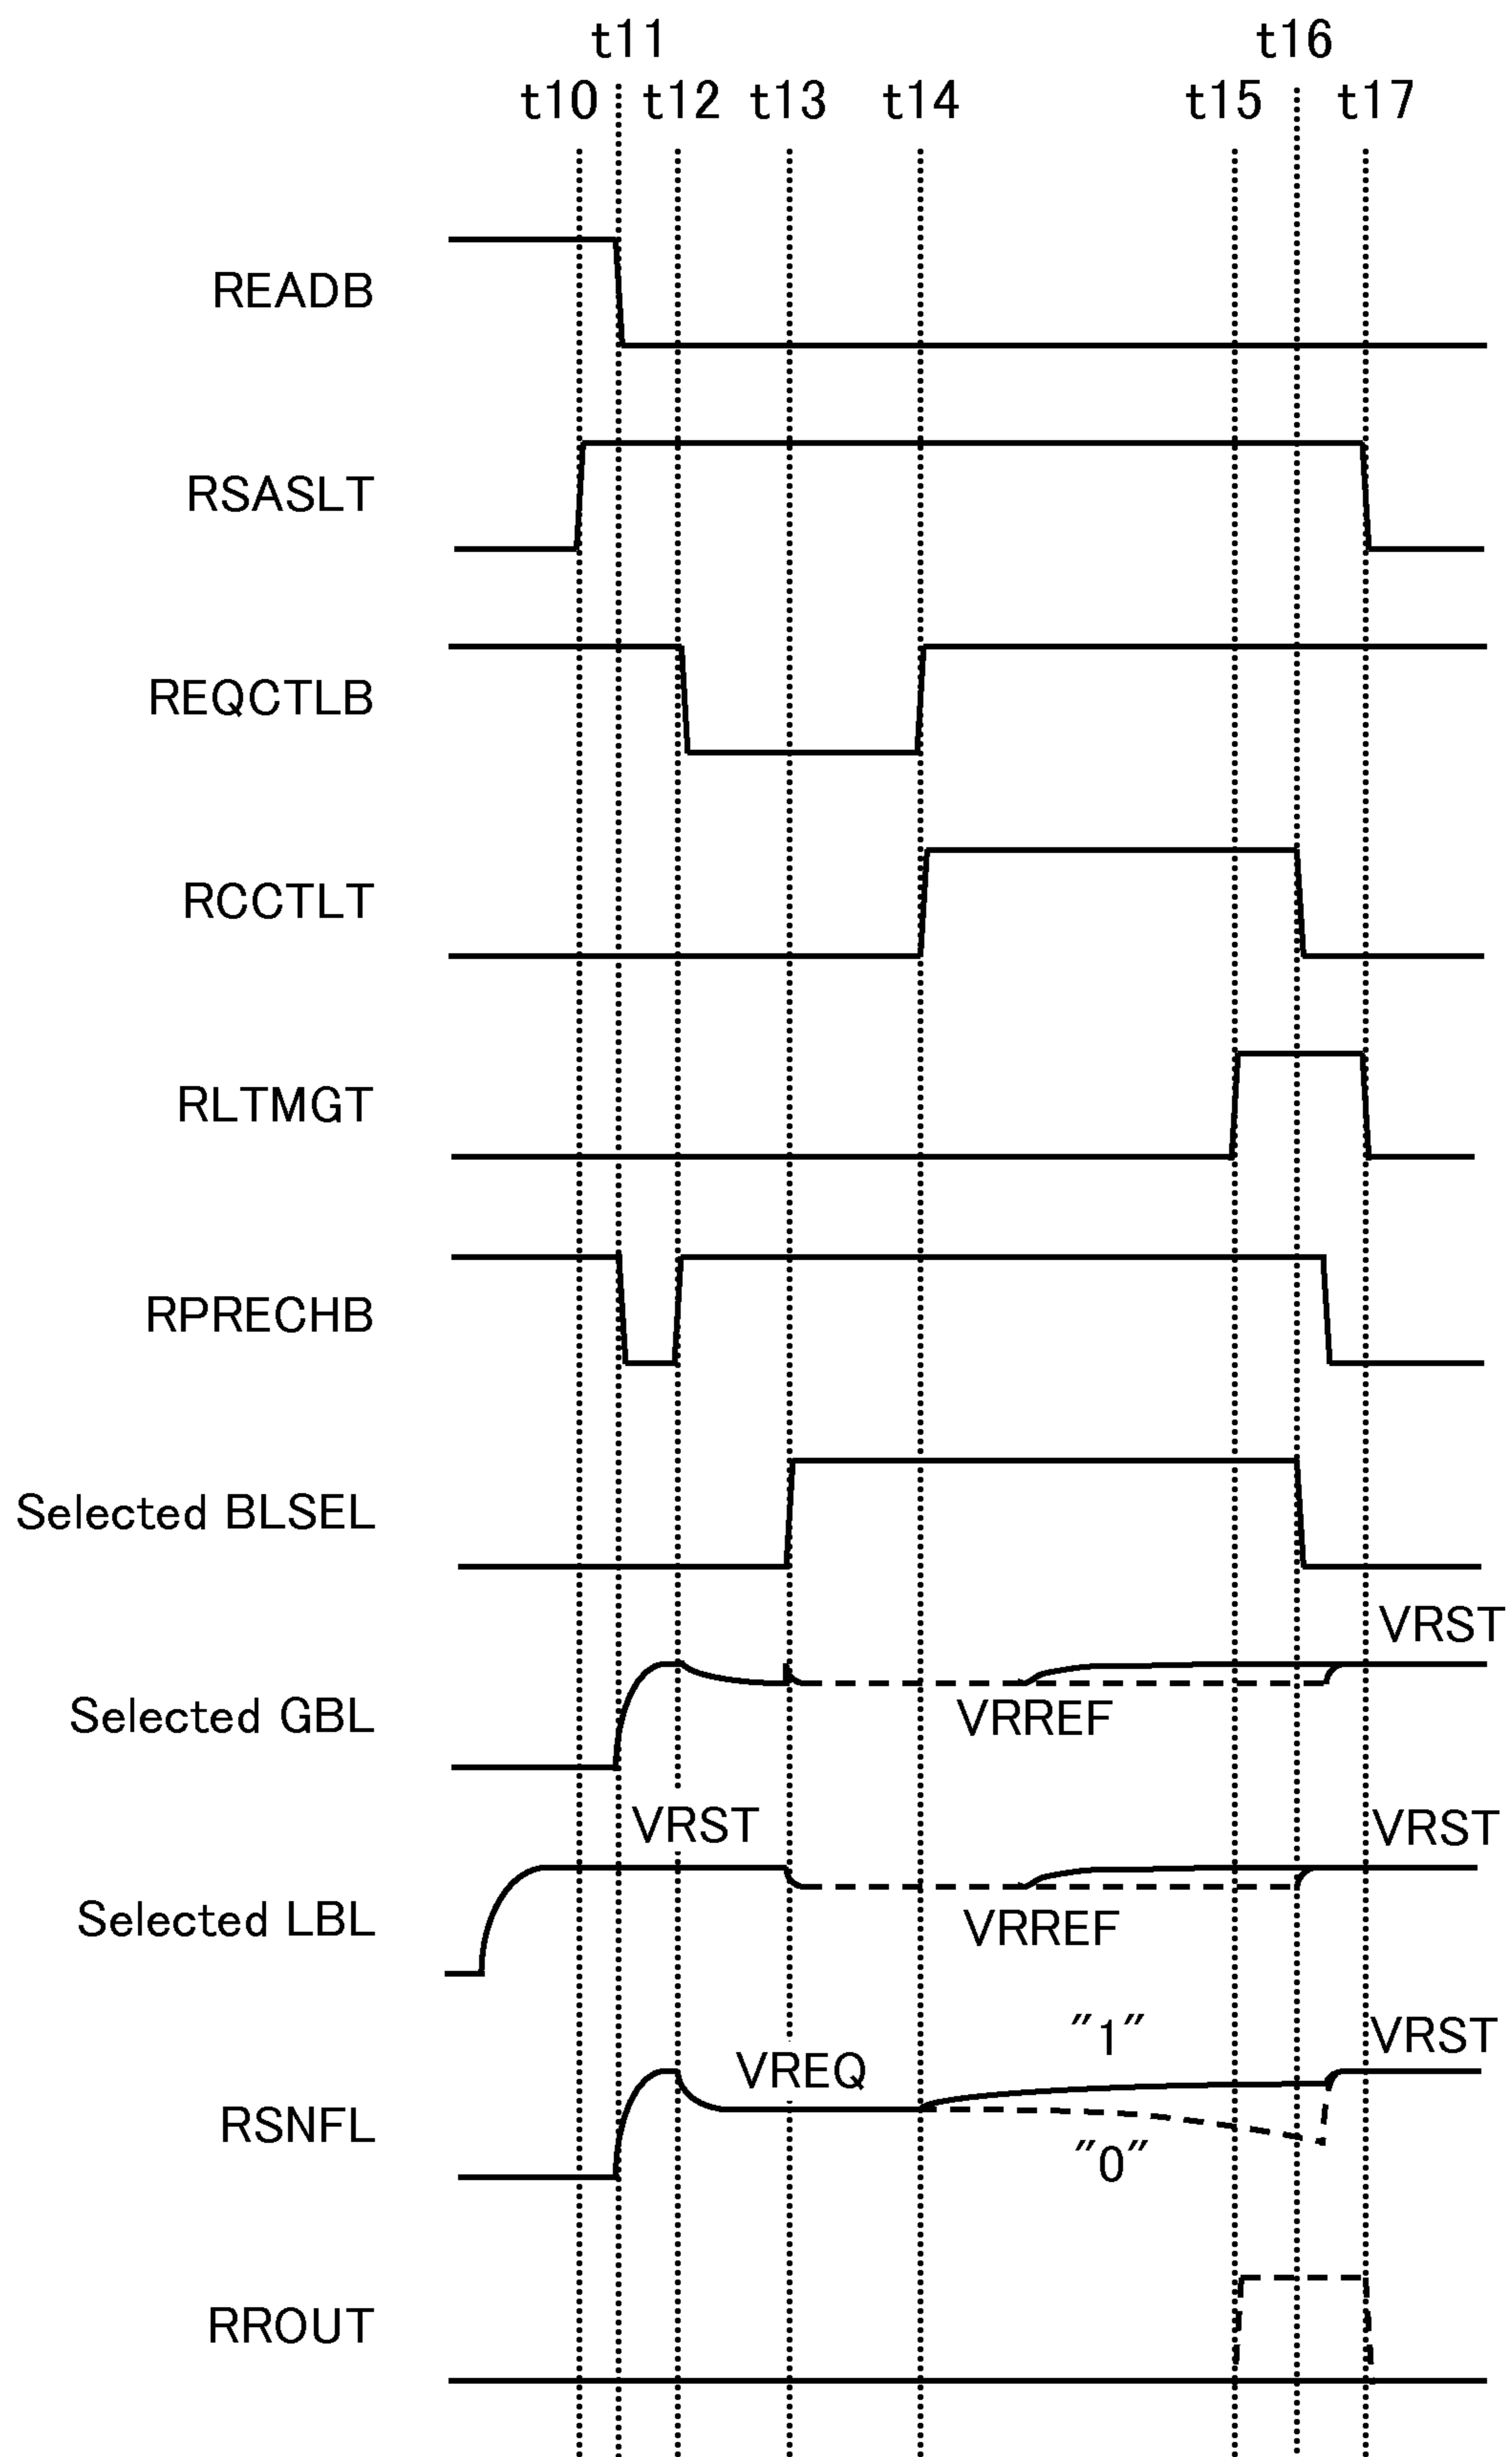 t11 t16
t10 t12 t13 t14 t15 t17
READB
RSASLT
REQCTLB
RCCTLT
RLTMGT
RPRECHB
Selected BLSEL
VRST
Selected GBL
VRREF
VRST VRST
Selected LBL
VRREF
"1" VRST
VREQ
RSNFL
"0"
RROUT